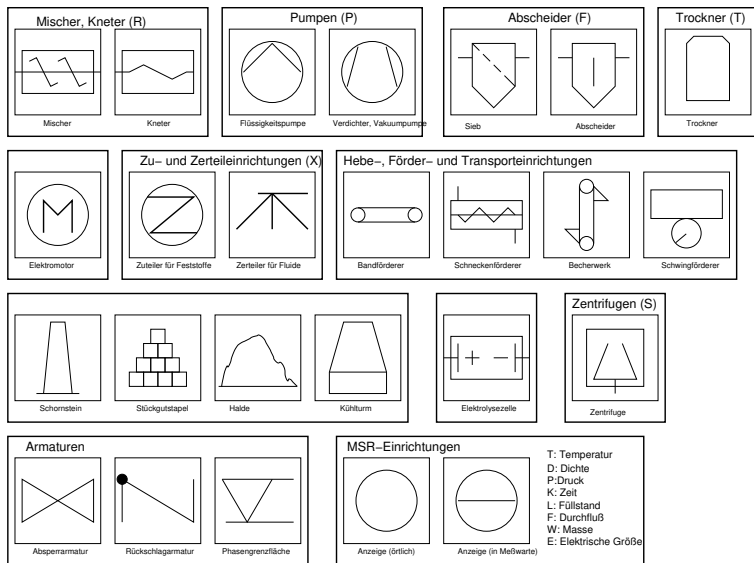 Mischer, Kneter (R)
Mischer
Kneter
Pumpen (P)
Flüssigkeitspumpe
Verdichter, Vakuumpumpe
Abscheider (F)
Sieb
Abscheider
Trockner (T)
Trockner
M
Elektromotor
Zu- und Zerteileinrichtungen (X)
Zuteiler für Feststoffe
Zerteiler für Fluide
Hebe-, Förder- und Transporteinrichtungen
Bandförderer
Schneckenförderer
Becherwerk
Schwingförderer
Schornstein
Stückgutstapel
Halde
Kühlturm
Elektrolysezelle
Zentrifugen (S)
Zentrifuge
Armaturen
Absperrarmatur
Rückschlagarmatur
Phasengrenzfläche
MSR-Einrichtungen
Anzeige (örtlich)
Anzeige (in Meßwarte)
T: Temperatur
D: Dichte
P:Druck
K: Zeit
L: Füllstand
F: Durchfluß
W: Masse
E: Elektrische Größe